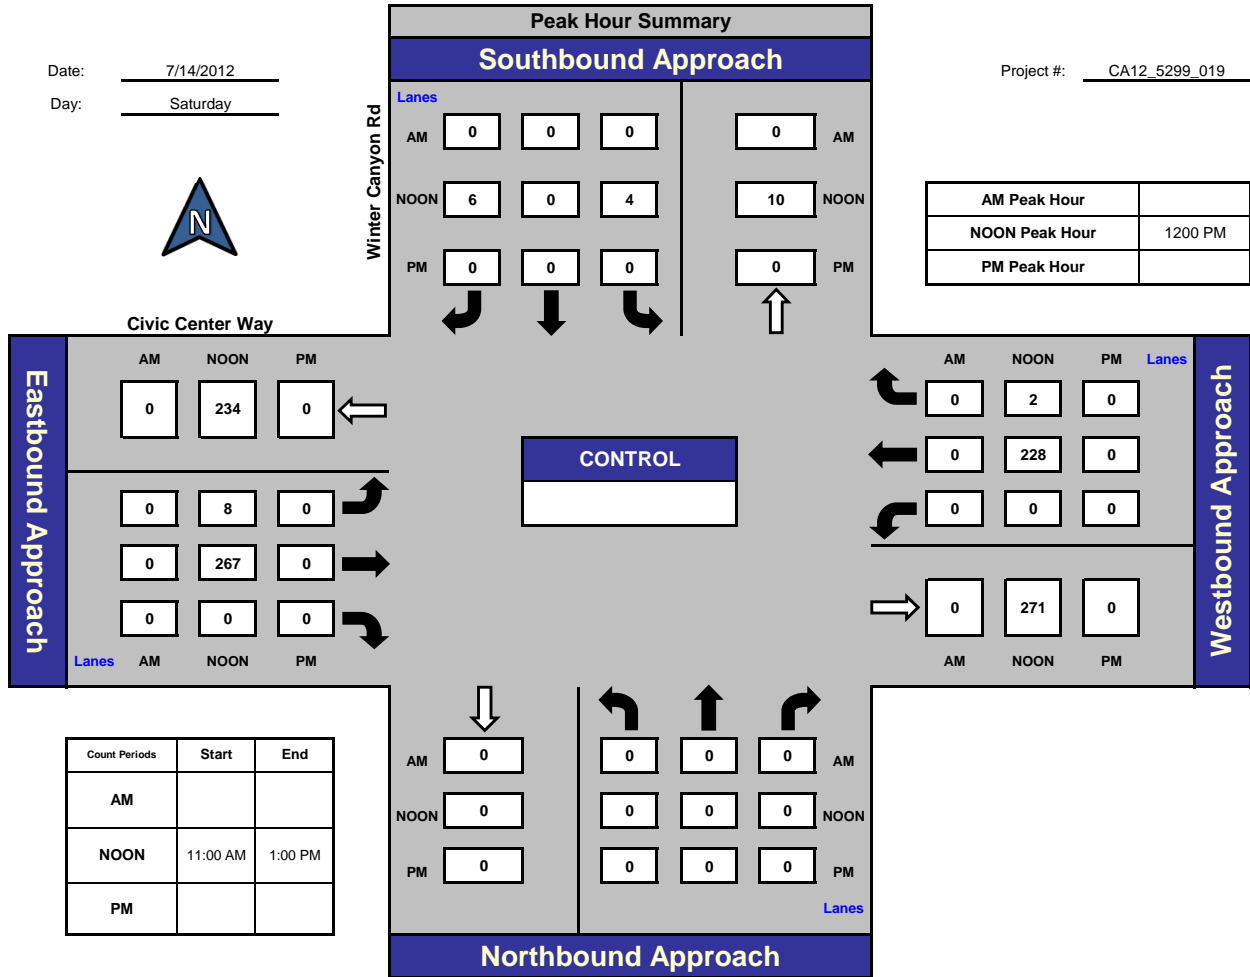 Peak Hour Summary
Southbound Approach
Date: 7/14/2012
Project #: CA12_5299_019
Day: Saturday
Winter Canyon Rd
Lanes
AM 0 0 0 0 AM
NOON 6 0 4 10 NOON
PM 0 0 0 0 PM
N
AM Peak Hour
NOON Peak Hour 1200 PM
PM Peak Hour
Civic Center Way
Eastbound Approach
AM NOON PM
0 234 0
0 8 0
0 267 0
0 0 0
Lanes AM NOON PM
CONTROL
AM NOON PM Lanes
0 2 0
0 228 0
0 0 0
0 271 0
AM NOON PM
Westbound Approach
Count Periods Start End
AM
NOON 11:00 AM 1:00 PM
PM
AM 0 0 0 0 AM
NOON 0 0 0 0 NOON
PM 0 0 0 0 PM
Lanes
Northbound Approach